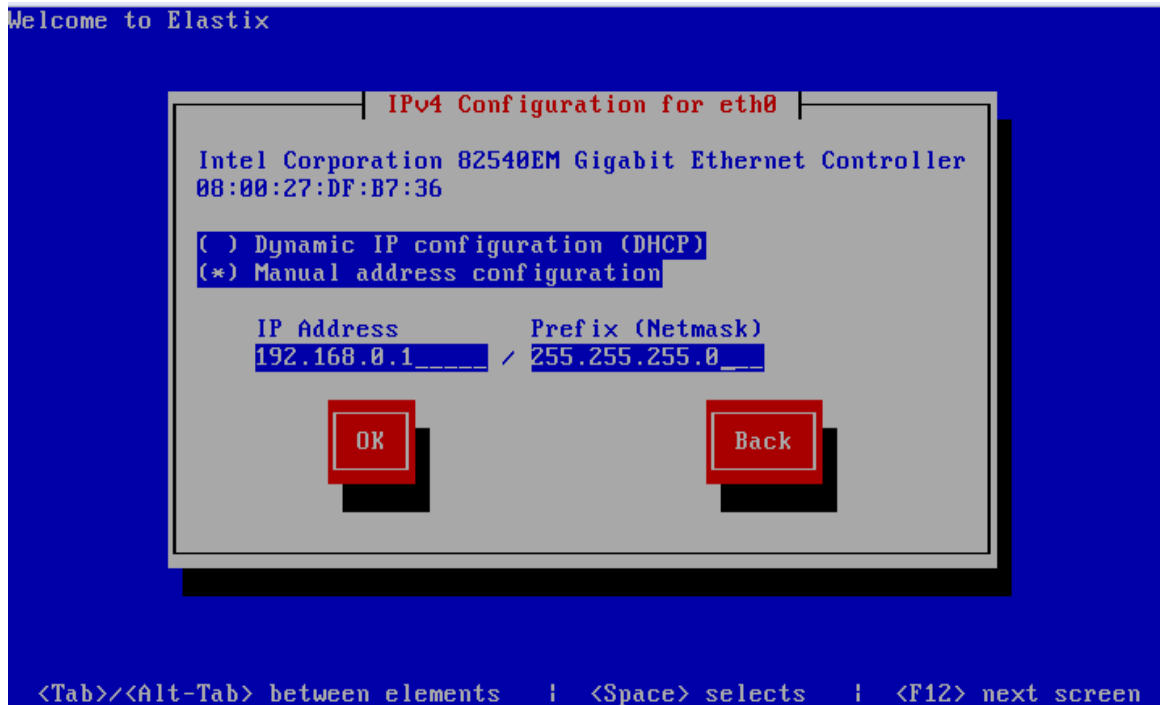 Welcome to Elastix
IPv4 Configuration for eth0
Intel Corporation 82540EM Gigabit Ethernet Controller
08:00:27:DF:B7:36
( ) Dynamic IP configuration (DHCP)
(*) Manual address configuration
IP Address Prefix (Netmask)
192.168.0.1_____ / 255.255.255.0___
OK Back
<Tab>/<Alt-Tab> between elements | <Space> selects | <F12> next screen